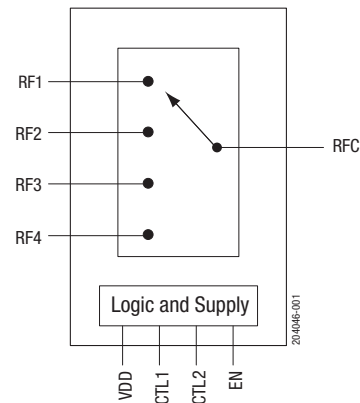 RF1
RF2
RFC
RF3
RF4
Logic and Supply
VDD
CTL1
CTL2
EN
204046-001